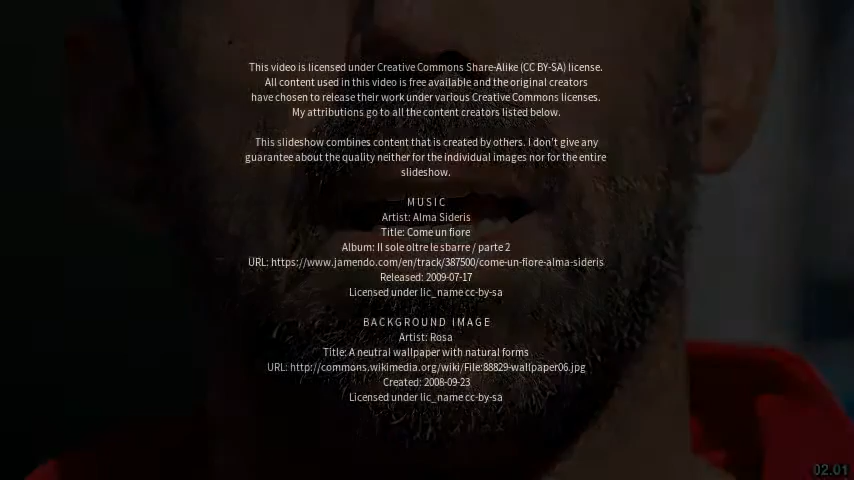 This video is licensed under Creative Commons Share-Alike (CC BY-SA) license.
All content used in this video is free available and the original creators
have chosen to release their work under various Creative Commons licenses.
My attributions go to all the content creators listed below.
This slideshow combines content that is created by others. I don't give any
guarantee about the quality neither for the individual images nor for the entire
slideshow.
MUSIC
Artist: Alma Sideris
Title: Come un fiore
Album: Il sole oltre le sbarre / parte 2
URL: https://www.jamendo.com/en/track/387500/come-un-fiore-alma-sideris
Released: 2009-07-17
Licensed under lic_name cc-by-sa
BACKGROUND IMAGE
Artist: Rosa
Title: A neutral wallpaper with natural forms
URL: http://commons.wikimedia.org/wiki/File:88829-wallpaper06.jpg
Created: 2008-09-23
Licensed under lic_name cc-by-sa
02.01